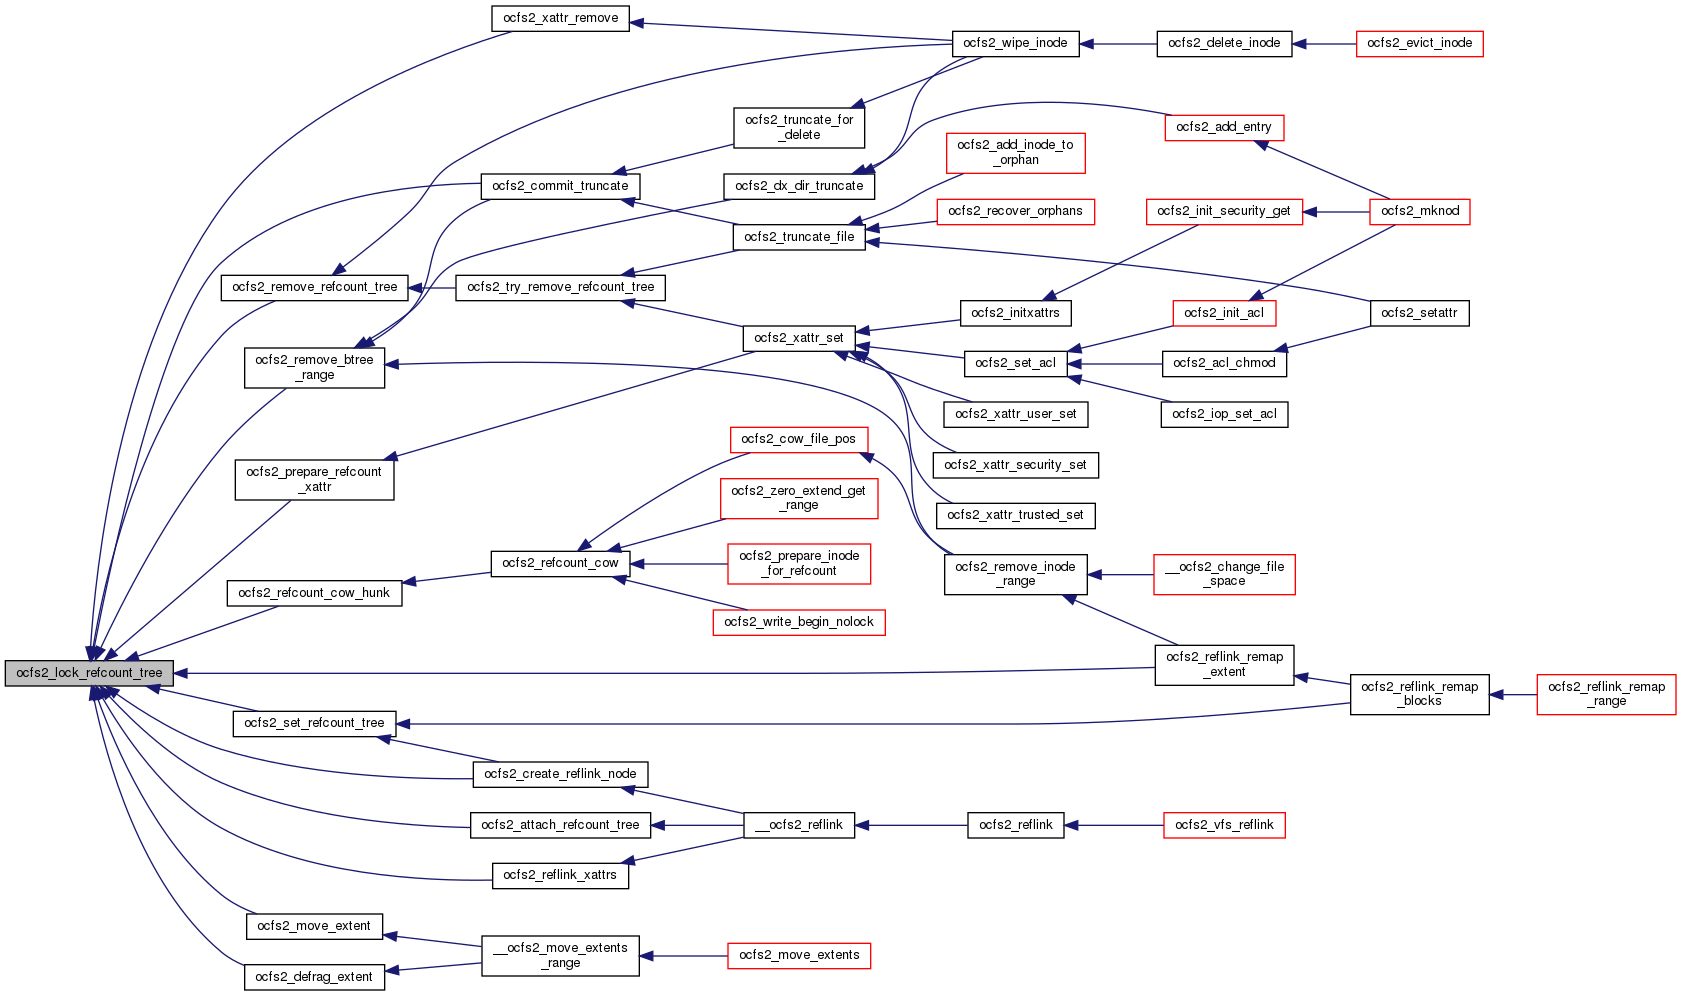 ocfs2_xattr_remove
ocfs2_wipe_inode
ocfs2_delete_inode
ocfs2_evict_inode
ocfs2_truncate_for
_delete
ocfs2_add_entry
ocfs2_add_inode_to
_orphan
ocfs2_commit_truncate
ocfs2_dx_dir_truncate
ocfs2_recover_orphans
ocfs2_init_security_get
ocfs2_mknod
ocfs2_truncate_file
ocfs2_remove_refcount_tree
ocfs2_try_remove_refcount_tree
ocfs2_initxattrs
ocfs2_init_acl
ocfs2_setattr
ocfs2_xattr_set
ocfs2_remove_btree
_range
ocfs2_set_acl
ocfs2_acl_chmod
ocfs2_xattr_user_set
ocfs2_iop_set_acl
ocfs2_cow_file_pos
ocfs2_xattr_security_set
ocfs2_prepare_refcount
_xattr
ocfs2_zero_extend_get
_range
ocfs2_xattr_trusted_set
ocfs2_refcount_cow
ocfs2_prepare_inode
_for_refcount
ocfs2_remove_inode
_range
__ocfs2_change_file
_space
ocfs2_refcount_cow_hunk
ocfs2_write_begin_nolock
ocfs2_lock_refcount_tree
ocfs2_reflink_remap
_extent
ocfs2_reflink_remap
_blocks
ocfs2_reflink_remap
_range
ocfs2_set_refcount_tree
ocfs2_create_reflink_node
ocfs2_attach_refcount_tree
__ocfs2_reflink
ocfs2_reflink
ocfs2_vfs_reflink
ocfs2_reflink_xattrs
ocfs2_move_extent
__ocfs2_move_extents
_range
ocfs2_move_extents
ocfs2_defrag_extent